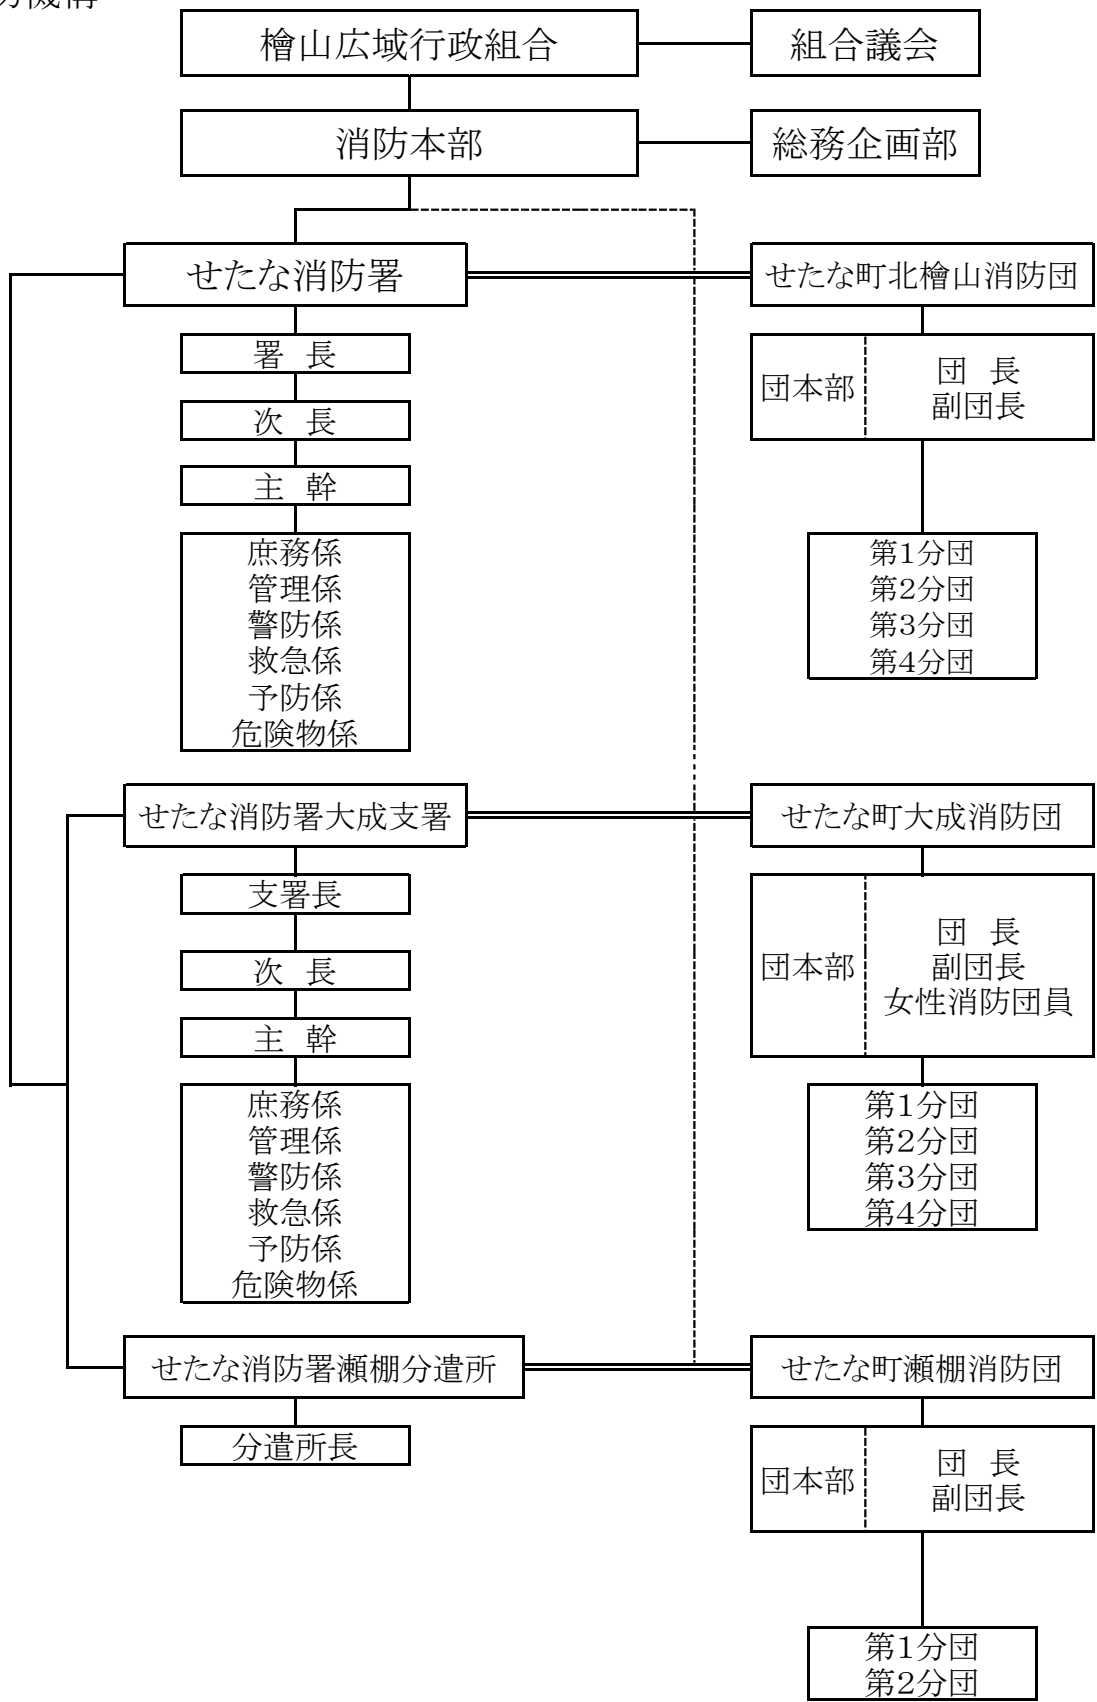 機構
檜山広域行政組合
組合議会
消防本部
総務企画部
せたな消防署
せたな町北檜山消防団
署 長
次 長
主 幹
庶務係
管理係
警防係
救急係
予防係
危険物係
団本部
団 長
副団長
第1分団
第2分団
第3分団
第4分団
せたな消防署大成支署
せたな町大成消防団
支署長
次 長
主 幹
庶務係
管理係
警防係
救急係
予防係
危険物係
団本部
団 長
副団長
女性消防団員
第1分団
第2分団
第3分団
第4分団
せたな消防署瀬棚分遣所
せたな町瀬棚消防団
分遣所長
団本部
団 長
副団長
第1分団
第2分団